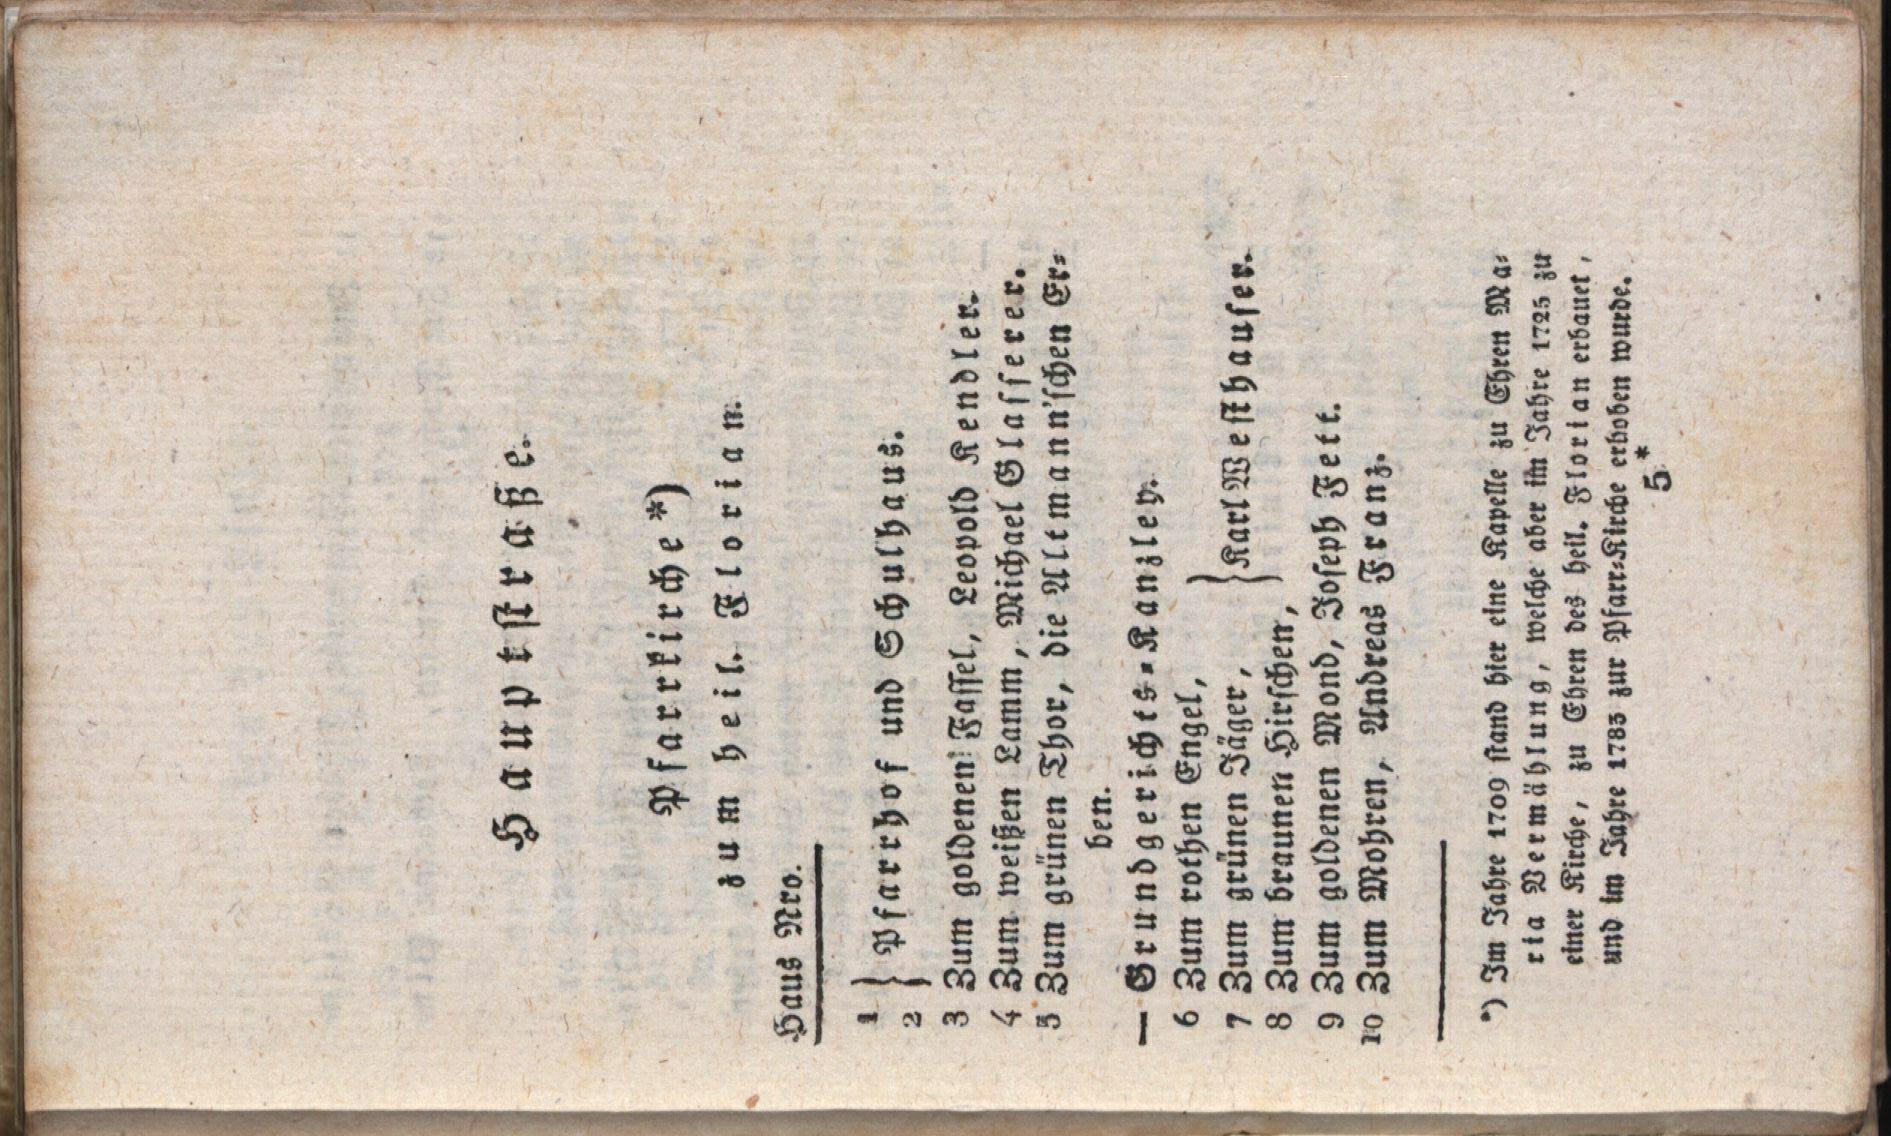 Hauptstraße.
Pfarrkirche *)
zum heil. Florian.
Haus Nro.
1 } Pfarrhof und Schulhaus.
2 }
3 Zum goldenen Fassel, Leopold Kendler.
4 Zum weißen Lamm, Michael Glasserer.
5 Zum grünen Thor, die Altmann'schen Er-
ben.
— Grundgerichts-Kanzley.
6 Zum rothen Engel,
7 Zum grünen Jäger, } Karl Westhauser.
8 Zum braunen Hirschen,
9 Zum goldenen Mond, Joseph Fett.
10 Zum Mohren, Andreas Franz.
*) Im Jahre 1709 stand hier eine Kapelle zu Ehren Ma-
ria Vermählung, welche aber im Jahre 1725 zu
einer Kirche, zu Ehren des heil. Florian erbauet,
und im Jahre 1783 zur Pfarr-Kirche erhoben wurde.
5 *